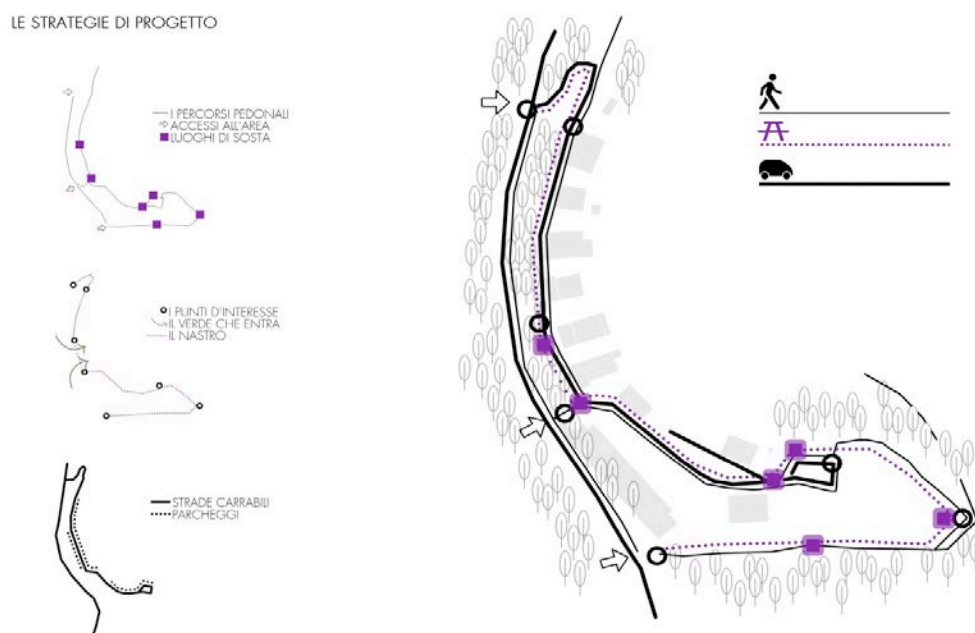 LE STRATEGIE DI PROGETTO
I PERCORSI PEDONALI
ACCESSI ALL'AREA
LUOGHI DI SOSTA
I PUNTI D'INTERESSE
IL VERDE CHE ENTRA
IL NASTRO
STRADE CARRABILI
PARCHEGGI